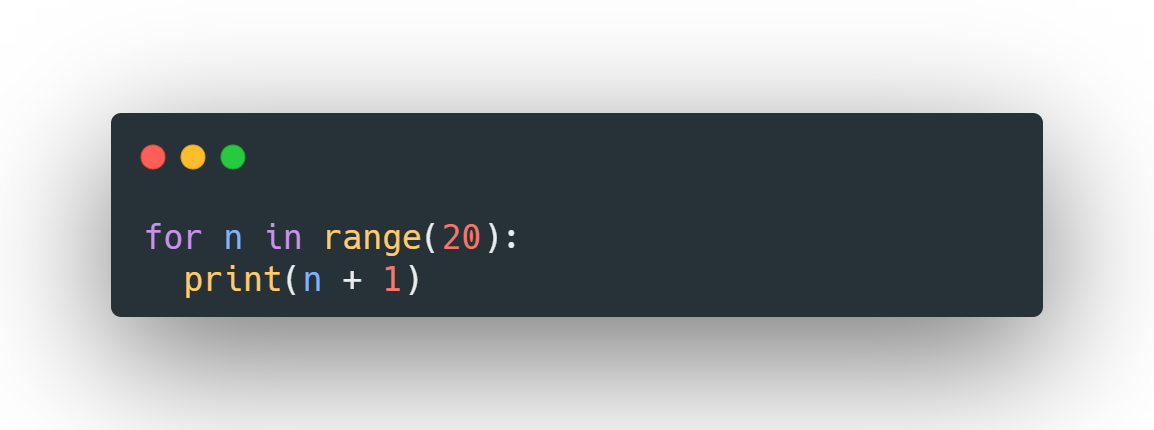 for n in range(20):
  print(n + 1)